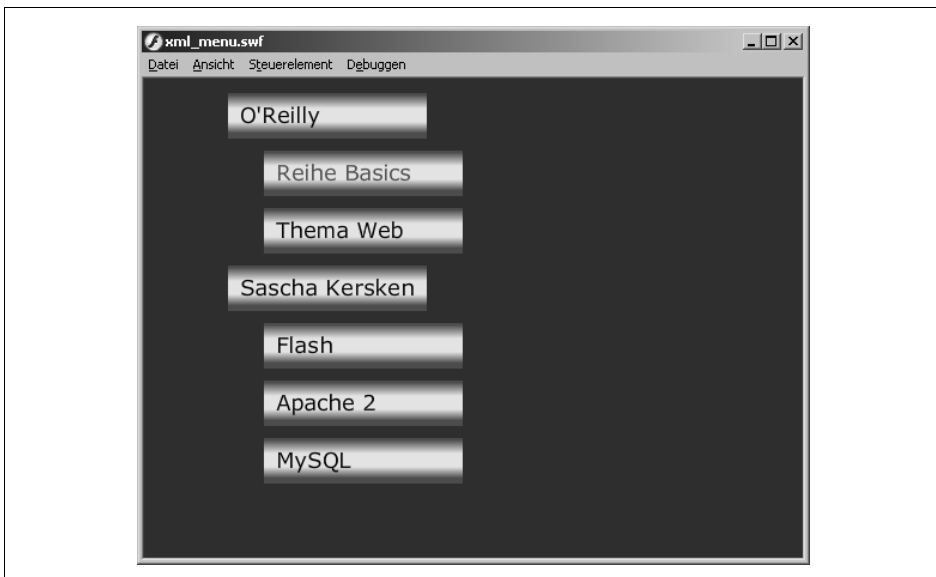 xml_menu.swf
Datei Ansicht Steuerelement Debuggen
O'Reilly
Reihe Basics
Thema Web
Sascha Kersken
Flash
Apache 2
MySQL